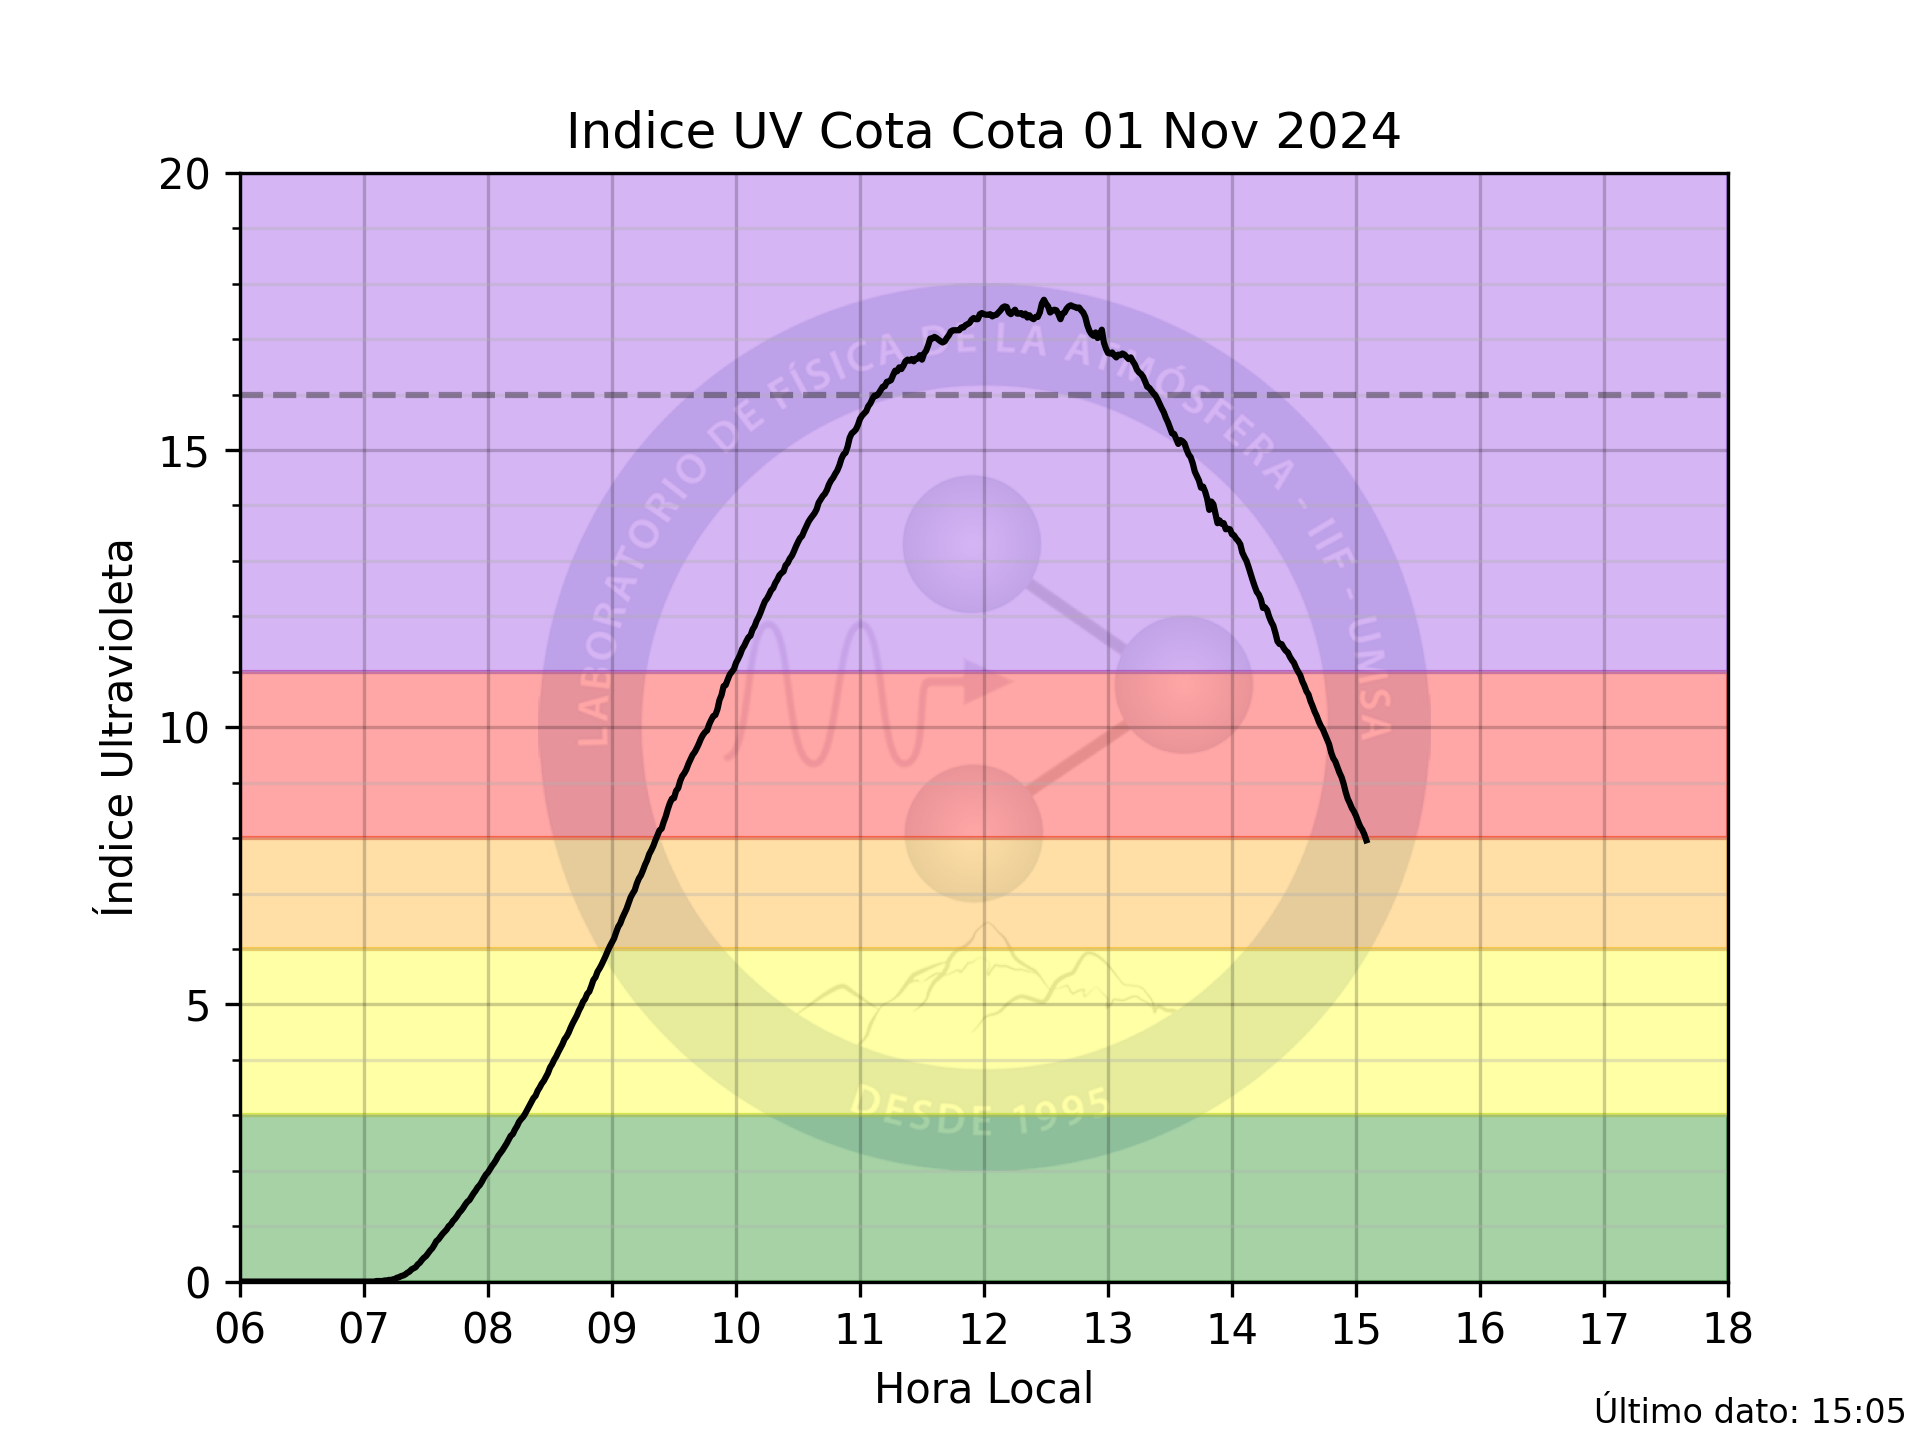 Indice UV Cota Cota 01 Nov 2024
20
15
10
5
0
Índice Ultravioleta
LABORATORIO DE FÍSICA DE LA ATMÓSFERA - IIF - UMSA
DESDE 1995
06 07 08 09 10 11 12 13 14 15 16 17 18
Hora Local
Último dato: 15:05